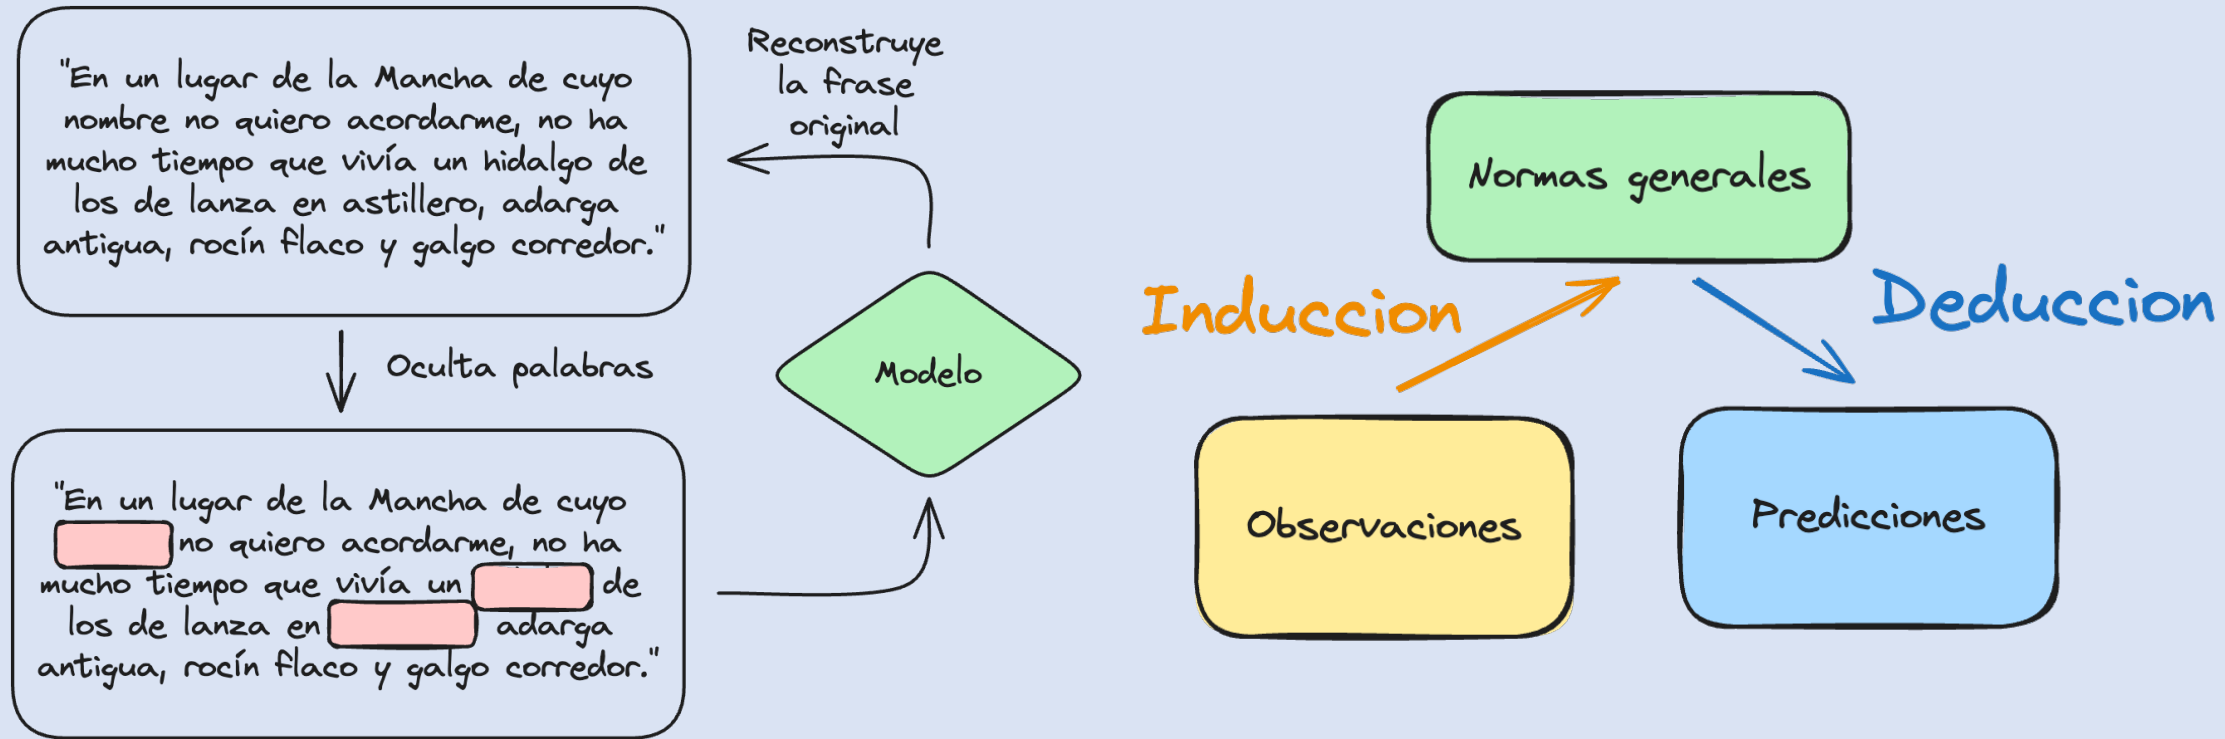 "En un lugar de la Mancha de cuyo
nombre no quiero acordarme, no ha
mucho tiempo que vivía un hidalgo de
los de lanza en astillero, adarga
antigua, rocín flaco y galgo corredor."
Oculta palabras
"En un lugar de la Mancha de cuyo
no quiero acordarme, no ha
mucho tiempo que vivía un de
los de lanza en adarga
antigua, rocín flaco y galgo corredor."
Modelo
Reconstruye
la frase
original
Normas generales
Induccion
Deduccion
Observaciones
Predicciones